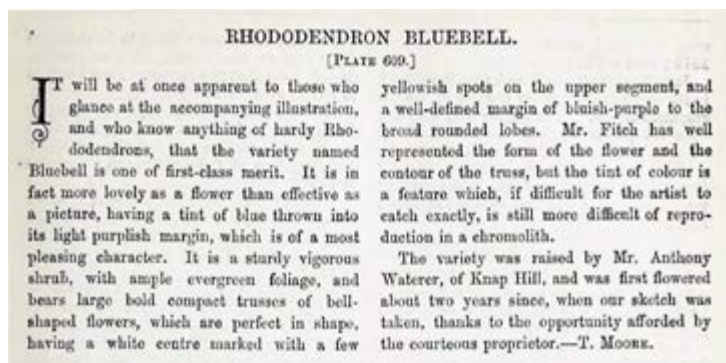 RHODODENDRON BLUEBELL.
[PLATE 609.]
IT will be at once apparent to those who
glance at the accompanying illustration,
and who know anything of hardy Rho-
dodendrons, that the variety named
Bluebell is one of first-class merit. It is in
fact more lovely as a flower than effective as
a picture, having a tint of blue thrown into
its light purplish margin, which is of a most
pleasing character. It is a sturdy vigorous
shrub, with ample evergreen foliage, and
bears large bold compact trusses of bell-
shaped flowers, which are perfect in shape,
having a white centre marked with a few
yellowish spots on the upper segment, and
a well-defined margin of bluish-purple to the
broad rounded lobes. Mr. Fitch has well
represented the form of the flower and the
contour of the truss, but the tint of colour is
a feature which, if difficult for the artist to
catch exactly, is still more difficult of repro-
duction in a chromolith.
The variety was raised by Mr. Anthony
Waterer, of Knap Hill, and was first flowered
about two years since, when our sketch was
taken, thanks to the opportunity afforded by
the courteous proprietor.—T. MOORE.